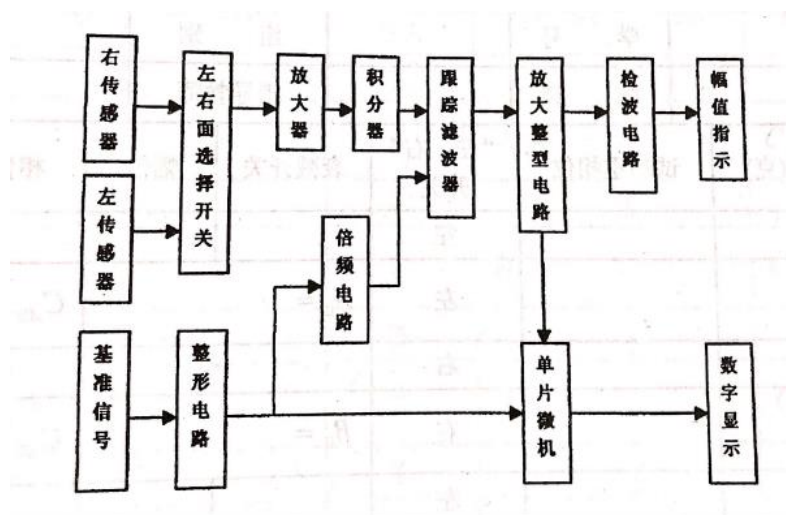 右传感器
左右面选择开关
放大器
积分器
跟踪滤波器
放大整型电路
检波电路
幅值指示
左传感器
倍频电路
基准信号
整形电路
单片微机
数字显示
左
右